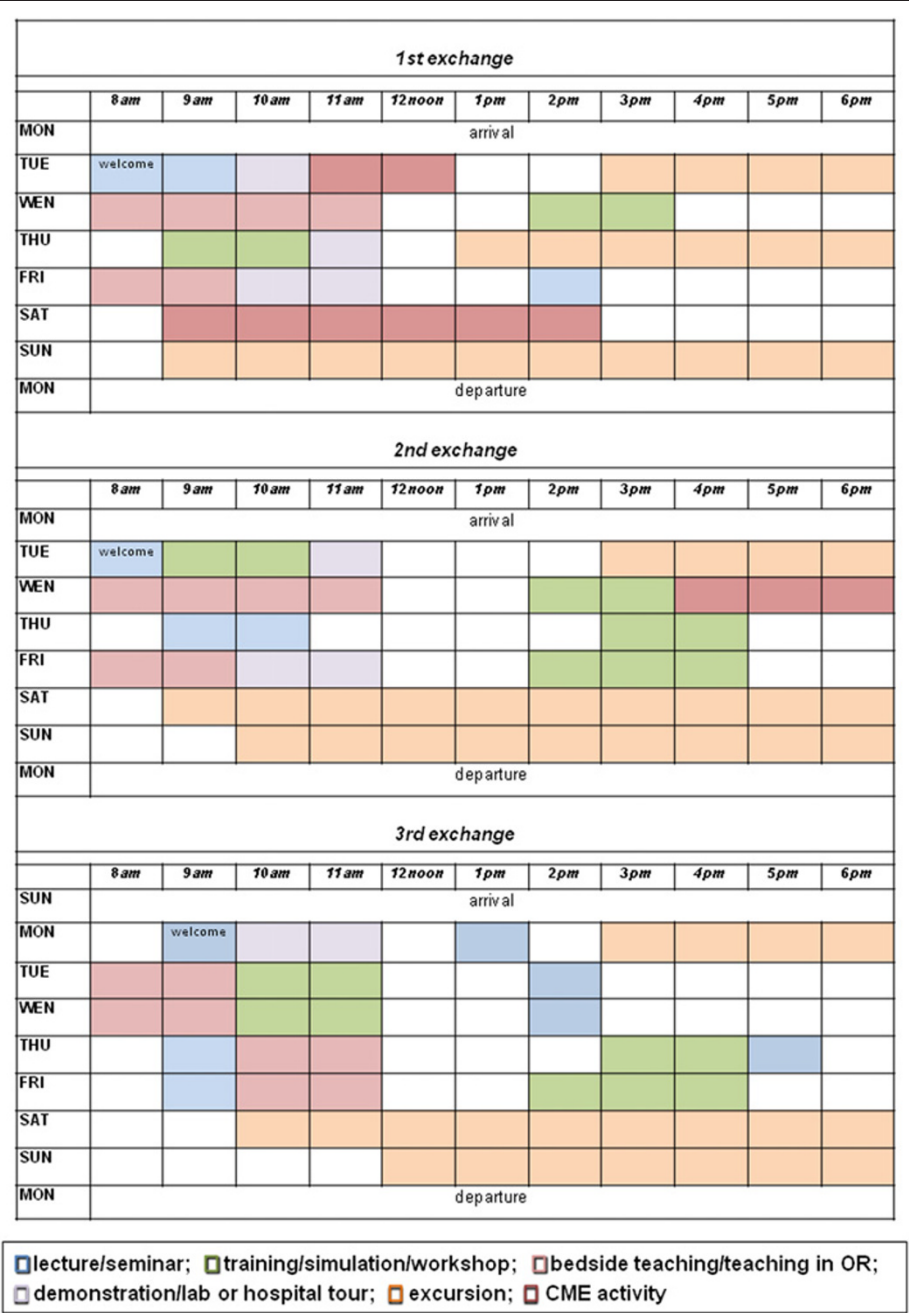 1st exchange
8am 9am 10am 11am 12noon 1pm 2pm 3pm 4pm 5pm 6pm
MON arrival
TUE welcome
WEN
THU
FRI
SAT
SUN
MON departure
2nd exchange
8am 9am 10am 11am 12noon 1pm 2pm 3pm 4pm 5pm 6pm
MON arrival
TUE welcome
WEN
THU
FRI
SAT
SUN
MON departure
3rd exchange
8am 9am 10am 11am 12noon 1pm 2pm 3pm 4pm 5pm 6pm
SUN arrival
MON welcome
TUE
WEN
THU
FRI
SAT
SUN
MON departure
lecture/seminar; training/simulation/workshop; bedside teaching/teaching in OR;
demonstration/lab or hospital tour; excursion; CME activity